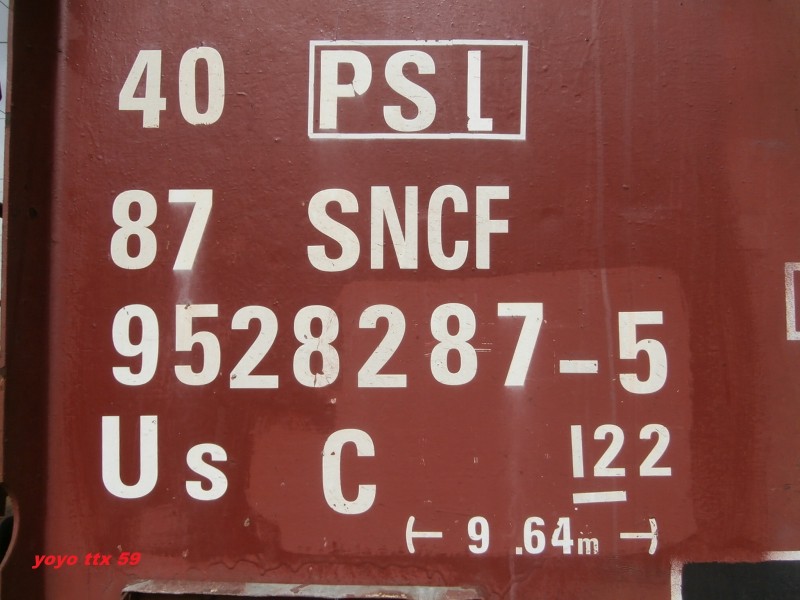 40 PSL
87 SNCF
9528287-5
Us C 122
9.64m
yoyo ttx 59